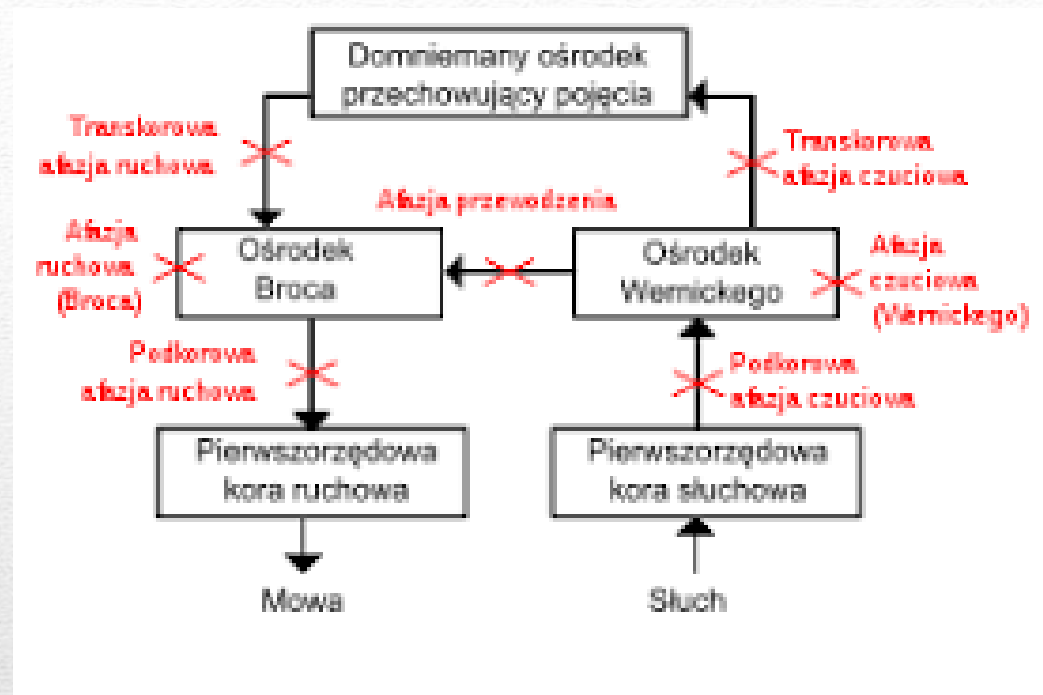 Domniemany ośrodek
przechowujący pojęcia
Transkorowa
afazja ruchowa
Transkorowa
afazja czuciowa
Afazja przewodzenia
Afazja
ruchowa
(Broca)
Ośrodek
Broca
Ośrodek
Wernickego
Afazja
czuciowa
(Wernickego)
Podkorowa
afazja ruchowa
Podkorowa
afazja czuciowa
Pierwszorzędowa
kora ruchowa
Pierwszorzędowa
kora słuchowa
Mowa
Słuch